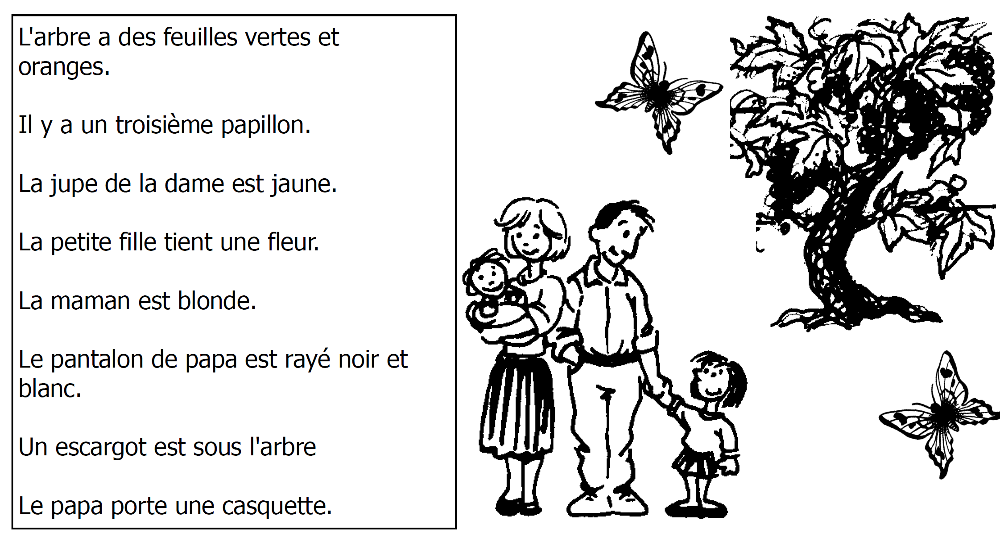 L'arbre a des feuilles vertes et
oranges.
Il y a un troisième papillon.
La jupe de la dame est jaune.
La petite fille tient une fleur.
La maman est blonde.
Le pantalon de papa est rayé noir et
blanc.
Un escargot est sous l'arbre
Le papa porte une casquette.